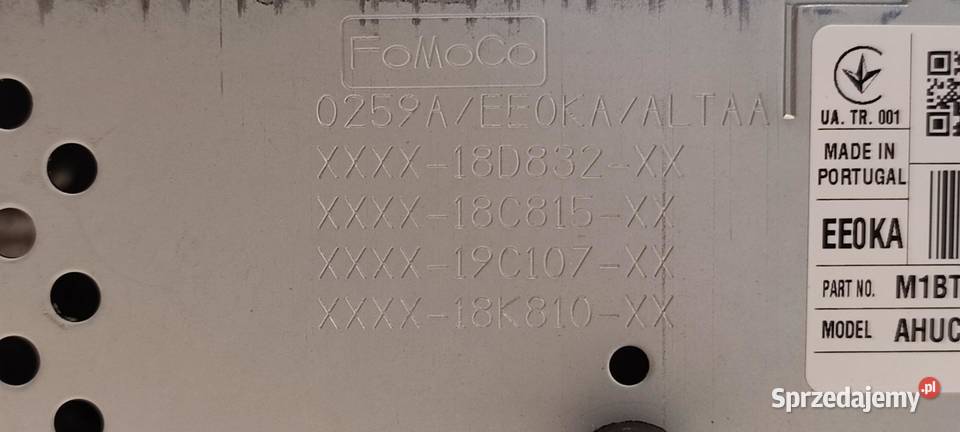 FoMoCo
0259A/EE0KA/ALTAA
XXXX-18D832-XX
XXXX-18C815-XX
XXXX-19C107-XX
XXXX-18K810-XX
UA. TR. 001
MADE IN
PORTUGAL
EE0KA
PART NO. M1BT
MODEL AHUC
Sprzedajemy.pl